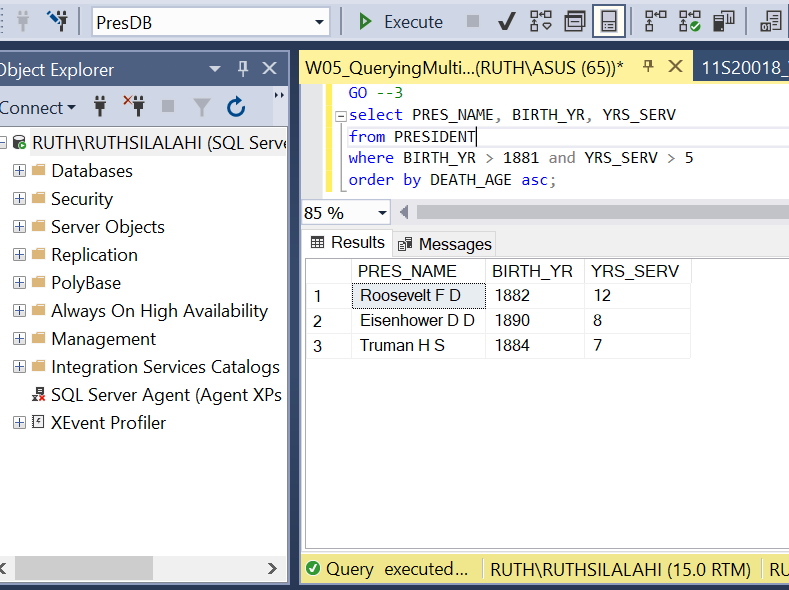 PresDB
Execute
Object Explorer
Connect
RUTH\RUTHSILALAHI (SQL Serve
Databases
Security
Server Objects
Replication
PolyBase
Always On High Availability
Management
Integration Services Catalogs
SQL Server Agent (Agent XPs
XEvent Profiler
W05_QueryingMulti...(RUTH\ASUS (65))*
11S20018_
GO --3
select PRES_NAME, BIRTH_YR, YRS_SERV
from PRESIDENT
where BIRTH_YR > 1881 and YRS_SERV > 5
order by DEATH_AGE asc;
85 %
Results Messages
PRES_NAME BIRTH_YR YRS_SERV
1 Roosevelt F D 1882 12
2 Eisenhower D D 1890 8
3 Truman H S 1884 7
Query executed... RUTH\RUTHSILALAHI (15.0 RTM) RU